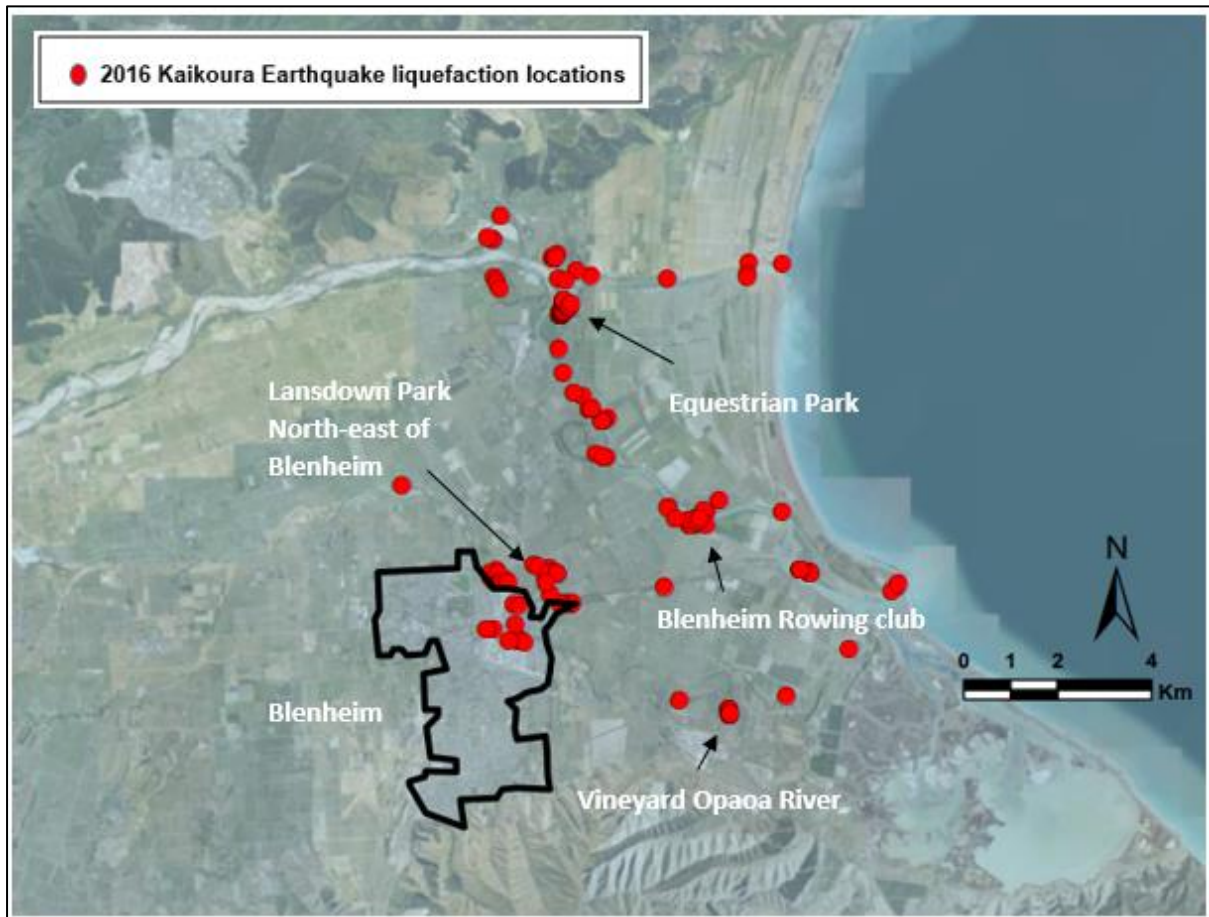 2016 Kaikoura Earthquake liquefaction locations
Lansdown Park
North-east of
Blenheim
Equestrian Park
Blenheim Rowing club
Blenheim
Vineyard Opaoa River
N
0 1 2 4
Km